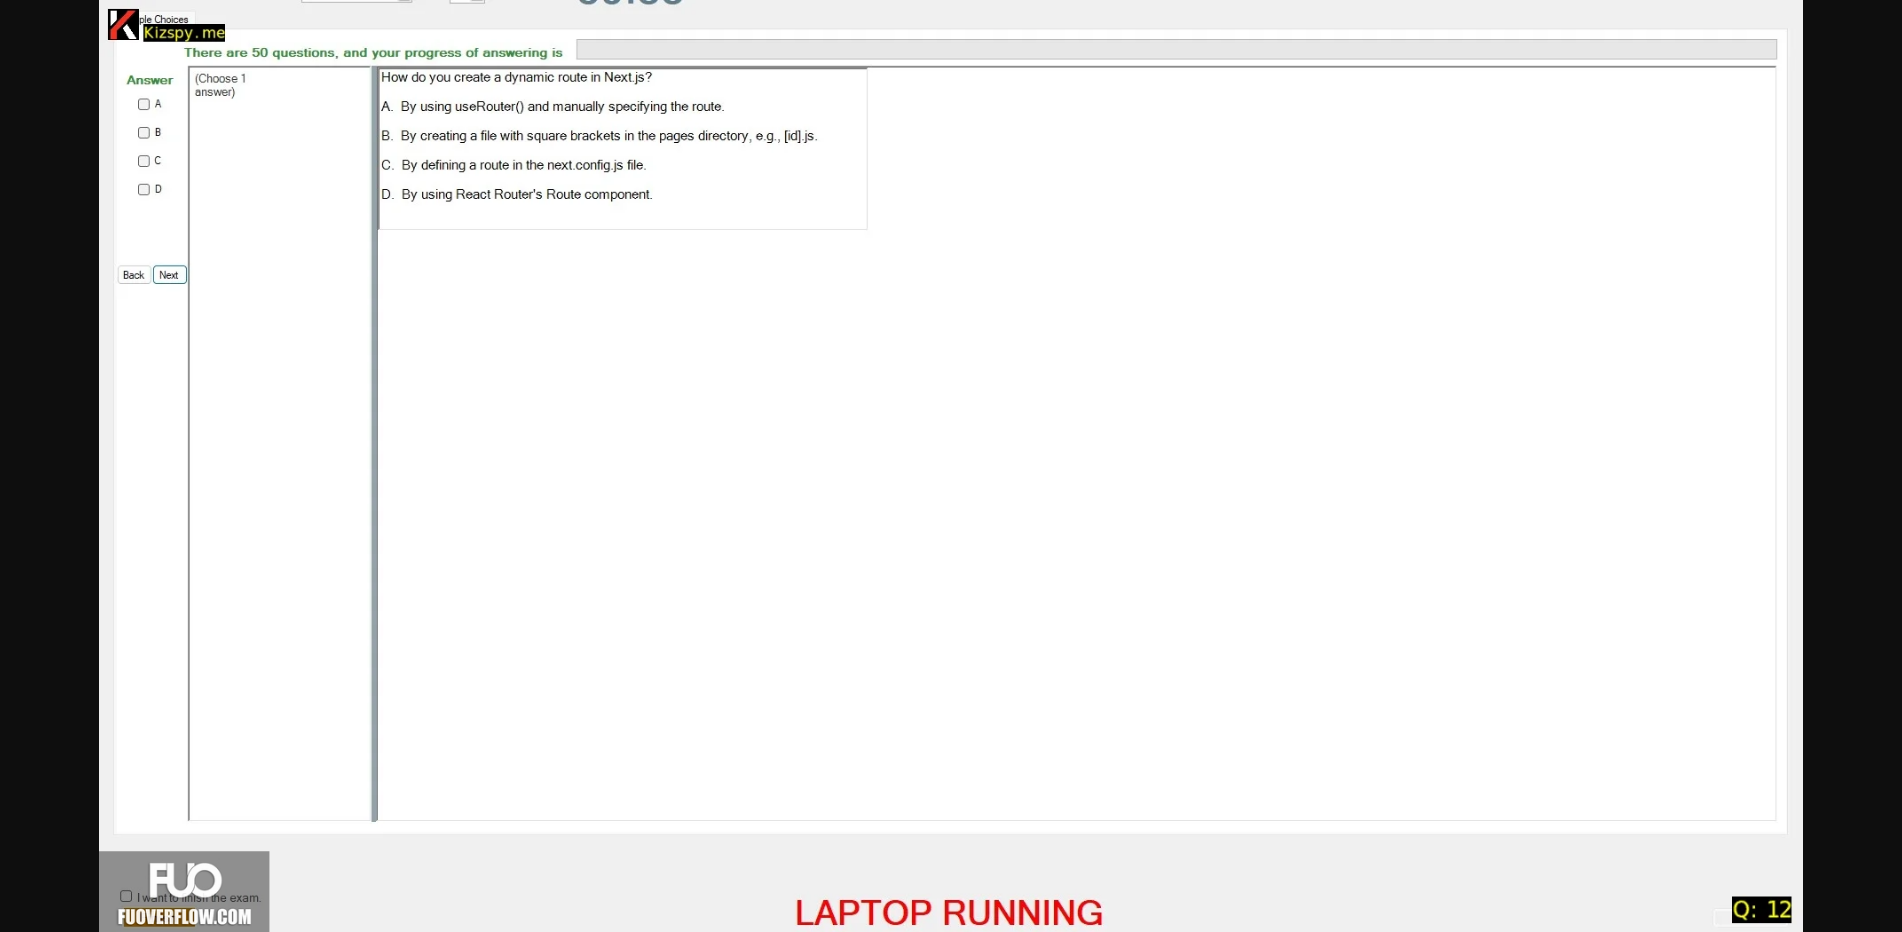 ple Choices
Kizspy.me
There are 50 questions, and your progress of answering is
Answer
(Choose 1
answer)
A
B
C
D
Back
Next
How do you create a dynamic route in Next.js?
A. By using useRouter() and manually specifying the route.
B. By creating a file with square brackets in the pages directory, e.g., [id].js.
C. By defining a route in the next.config.js file.
D. By using React Router's Route component.
FUO
I want to finish the exam.
FUOVERFLOW.COM
LAPTOP RUNNING
Q: 12